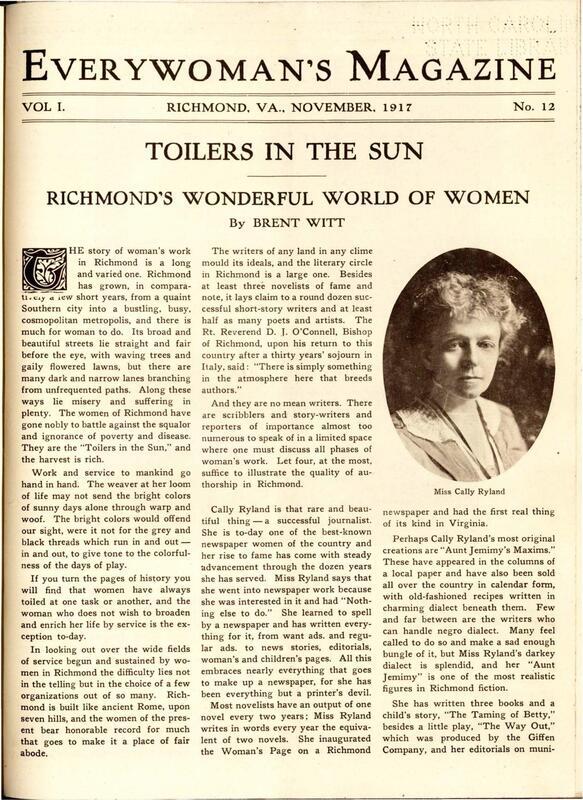 NORTH CAROLIN
STATE LIBRARY
EVERYWOMAN'S MAGAZINE
VOL I.
RICHMOND, VA., NOVEMBER, 1917
No. 12
TOILERS IN THE SUN
RICHMOND'S WONDERFUL WORLD OF WOMEN
By BRENT WITT
THE story of woman's work
in Richmond is a long
and varied one. Richmond
has grown, in compara-
tively a few short years, from a quaint
Southern city into a bustling, busy,
cosmopolitan metropolis, and there is
much for woman to do. Its broad and
beautiful streets lie straight and fair
before the eye, with waving trees and
gaily flowered lawns, but there are
many dark and narrow lanes branching
from unfrequented paths. Along these
ways lie misery and suffering in
plenty. The women of Richmond have
gone nobly to battle against the squalor
and ignorance of poverty and disease.
They are the "Toilers in the Sun," and
the harvest is rich.
Work and service to mankind go
hand in hand. The weaver at her loom
of life may not send the bright colors
of sunny days alone through warp and
woof. The bright colors would offend
our sight, were it not for the grey and
black threads which run in and out —
in and out, to give tone to the colorful-
ness of the days of play.
If you turn the pages of history you
will find that women have always
toiled at one task or another, and the
woman who does not wish to broaden
and enrich her life by service is the ex-
ception to-day.
In looking out over the wide fields
of service begun and sustained by wo-
men in Richmond the difficulty lies not
in the telling but in the choice of a few
organizations out of so many. Rich-
mond is built like ancient Rome, upon
seven hills, and the women of the pres-
ent bear honorable record for much
that goes to make it a place of fair
abode.
The writers of any land in any clime
mould its ideals, and the literary circle
in Richmond is a large one. Besides
at least three novelists of fame and
note, it lays claim to a round dozen suc-
cessful short-story writers and at least
half as many poets and artists. The
Rt. Reverend D. J. O'Connell, Bishop
of Richmond, upon his return to this
country after a thirty years' sojourn in
Italy, said: "There is simply something
in the atmosphere here that breeds
authors."
And they are no mean writers. There
are scribblers and story-writers and
reporters of importance almost too
numerous to speak of in a limited space
where one must discuss all phases of
woman's work. Let four, at the most,
suffice to illustrate the quality of au-
thorship in Richmond.
Cally Ryland is that rare and beau-
tiful thing — a successful journalist.
She is to-day one of the best-known
newspaper women of the country and
her rise to fame has come with steady
advancement through the dozen years
she has served. Miss Ryland says that
she went into newspaper work because
she was interested in it and had "Noth-
ing else to do." She learned to spell
by a newspaper and has written every-
thing for it, from want ads. and regu-
lar ads. to news stories, editorials,
woman's and children's pages. All this
embraces nearly everything that goes
to make up a newspaper, for she has
been everything but a printer's devil.
Most novelists have an output of one
novel every two years; Miss Ryland
writes in words every year the equiva-
lent of two novels. She inaugurated
the Woman's Page on a Richmond
Miss Cally Ryland
newspaper and had the first real thing
of its kind in Virginia.
Perhaps Cally Ryland's most original
creations are "Aunt Jemimy's Maxims."
These have appeared in the columns of
a local paper and have also been sold
all over the country in calendar form,
with old-fashioned recipes written in
charming dialect beneath them. Few
and far between are the writers who
can handle negro dialect. Many feel
called to do so and make a sad enough
bungle of it, but Miss Ryland's darkey
dialect is splendid, and her "Aunt
Jemimy" is one of the most realistic
figures in Richmond fiction.
She has written three books and a
child's story, "The Taming of Betty,"
besides a little play, "The Way Out,"
which was produced by the Giffen
Company, and her editorials on muni-